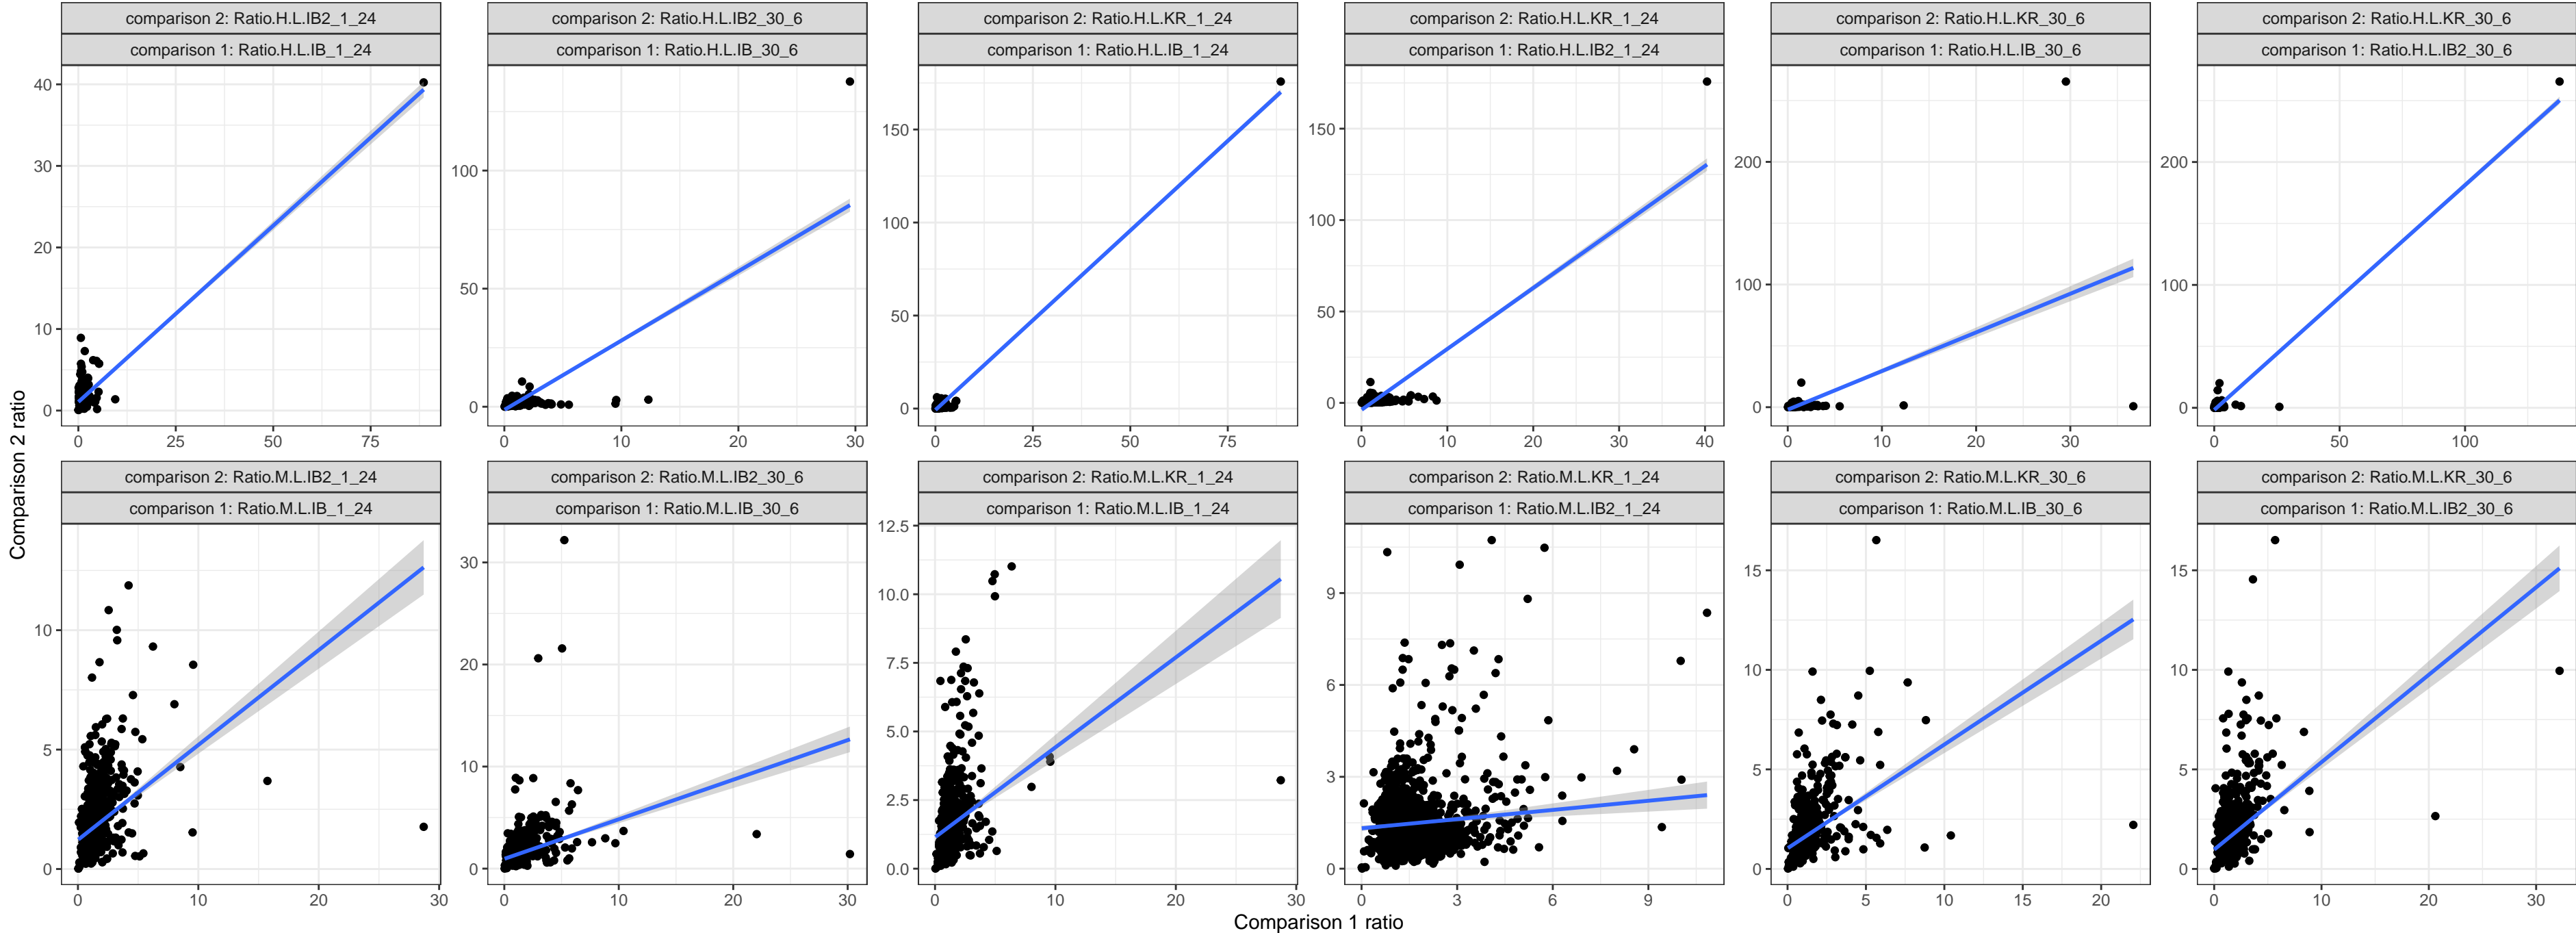 comparison 2: Ratio.H.L.IB2_1_24
comparison 1: Ratio.H.L.IB_1_24
40
30
20
10
0
0 25 50 75
comparison 2: Ratio.H.L.IB2_30_6
comparison 1: Ratio.H.L.IB_30_6
100
50
0
0 10 20 30
comparison 2: Ratio.H.L.KR_1_24
comparison 1: Ratio.H.L.IB_1_24
150
100
50
0
0 25 50 75
comparison 2: Ratio.H.L.KR_1_24
comparison 1: Ratio.H.L.IB2_1_24
150
100
50
0
0 10 20 30 40
comparison 2: Ratio.H.L.KR_30_6
comparison 1: Ratio.H.L.IB_30_6
200
100
0
0 10 20 30
comparison 2: Ratio.H.L.KR_30_6
comparison 1: Ratio.H.L.IB2_30_6
200
100
0
0 50 100
Comparison 2 ratio
comparison 2: Ratio.M.L.IB2_1_24
comparison 1: Ratio.M.L.IB_1_24
10
5
0
0 10 20 30
comparison 2: Ratio.M.L.IB2_30_6
comparison 1: Ratio.M.L.IB_30_6
30
20
10
0
0 10 20 30
comparison 2: Ratio.M.L.KR_1_24
comparison 1: Ratio.M.L.IB_1_24
12.5
10.0
7.5
5.0
2.5
0.0
0 10 20 30
comparison 2: Ratio.M.L.KR_1_24
comparison 1: Ratio.M.L.IB2_1_24
9
6
3
0
0 3 6 9
comparison 2: Ratio.M.L.KR_30_6
comparison 1: Ratio.M.L.IB_30_6
15
10
5
0
0 5 10 15 20
comparison 2: Ratio.M.L.KR_30_6
comparison 1: Ratio.M.L.IB2_30_6
15
10
5
0
0 10 20 30
Comparison 1 ratio